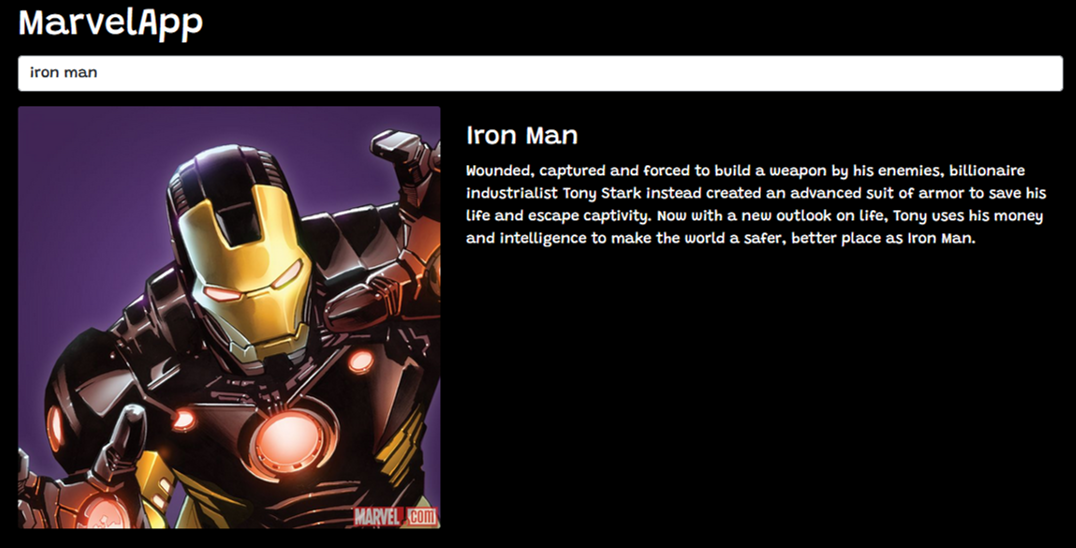 MarvelApp
iron man
Iron Man
Wounded, captured and forced to build a weapon by his enemies, billionaire
industrialist Tony Stark instead created an advanced suit of armor to save his
life and escape captivity. Now with a new outlook on life, Tony uses his money
and intelligence to make the world a safer, better place as Iron Man.
MARVEL.com